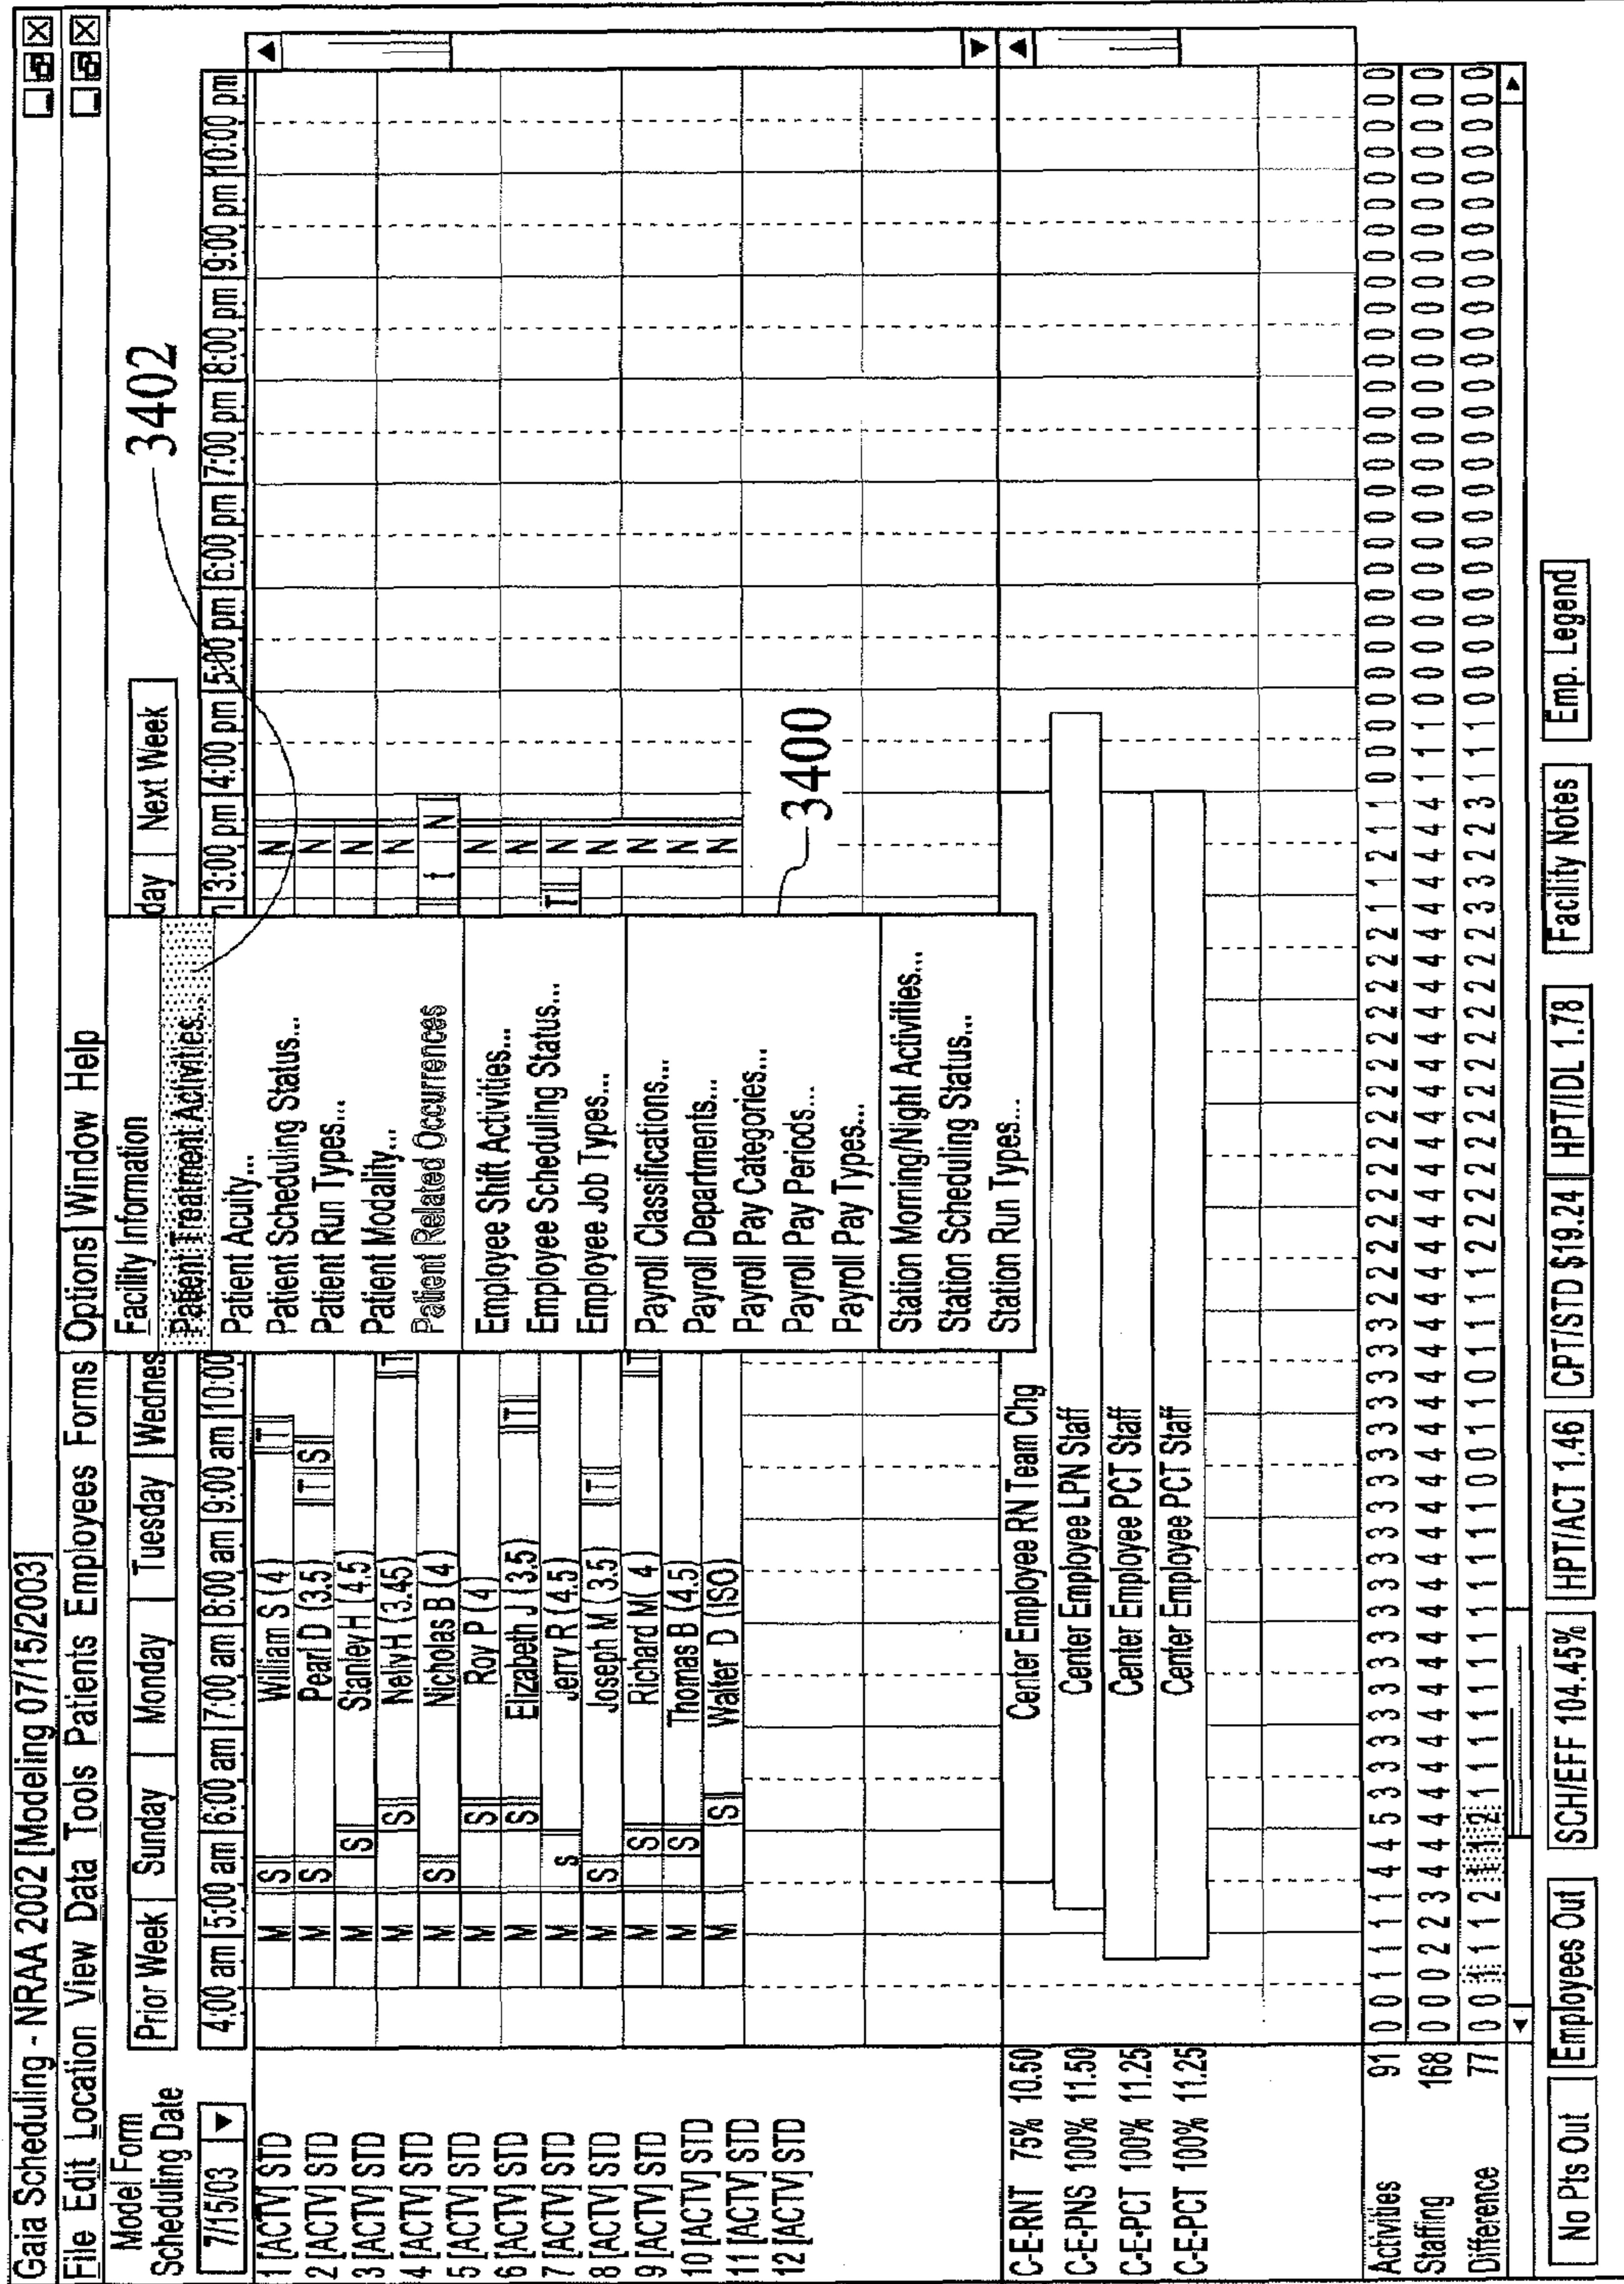 Gaia Scheduling - NRAA 2002 [Modeling 07/15/2003]
File Edit Location View Data Tools Patients Employees Forms Options Window Help
Model Form
Scheduling Date
Prior Week Sunday Monday Tuesday Wednes day Next Week
3402
7/15/03
4:00 am 5:00 am 6:00 am 7:00 am 8:00 am 9:00 am 10:00 n 3:00 pm 4:00 pm 5:00 pm 6:00 pm 7:00 pm 8:00 pm 9:00 pm 10:00 pm
Facility Information
Patient Treatment Activities...
Patient Acuity...
Patient Scheduling Status...
Patient Run Types...
Patient Modality...
Patient Related Occurrences
Employee Shift Activities...
Employee Scheduling Status...
Employee Job Types...
Payroll Classifications...
Payroll Departments...
Payroll Pay Categories...
Payroll Pay Periods...
Payroll Pay Types...
Station Morning/Night Activities...
Station Scheduling Status...
Station Run Types...
3400
1 [ACTV] STD M S William S (4) T N
2 [ACTV] STD M S Pearl D (3.5) T S N
3 [ACTV] STD M S Stanley H (4.5) N
4 [ACTV] STD M S Nely H (3.45) T N
5 [ACTV] STD M S Nicholas B (4) t N
6 [ACTV] STD M S Roy P (4) N
7 [ACTV] STD M S Elizabeth J (3.5) T N
8 [ACTV] STD M s Jerry R (4.5) T N
9 [ACTV] STD M S Joseph M (3.5) T N
10 [ACTV] STD M S Richard M( 4) T N
11 [ACTV] STD M S Thomas B (4.5) N
12 [ACTV] STD M S Walter D (ISO) N
C-E-RNT 75% 10.50 Center Employee RN Team Chg
C-E-PNS 100% 11.50 Center Employee LPN Staff
C-E-PCT 100% 11.25 Center Employee PCT Staff
C-E-PCT 100% 11.25 Center Employee PCT Staff
Activities 91
Staffing 168
Difference 77
No Pts Out Employees Out SCH/EFF 104.45% HPT/ACT 1.46 CPT/STD $19.24 HPT/IDL 1.78 Facility Notes Emp. Legend